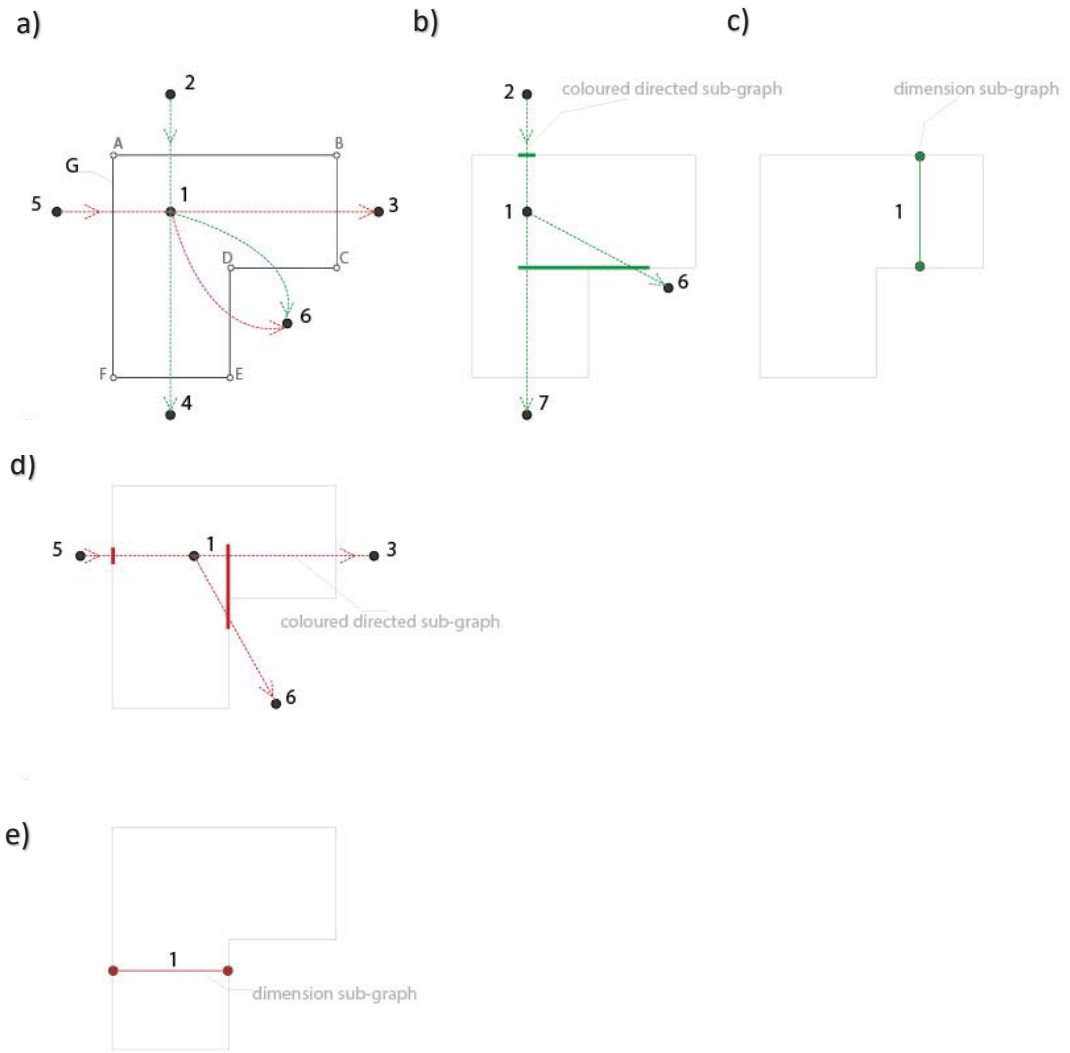 a)
b)
c)
2
A
B
G
5
1
3
D
C
6
F
E
4
2
coloured directed sub-graph
1
6
7
dimension sub-graph
1
d)
5
1
3
coloured directed sub-graph
6
e)
1
dimension sub-graph